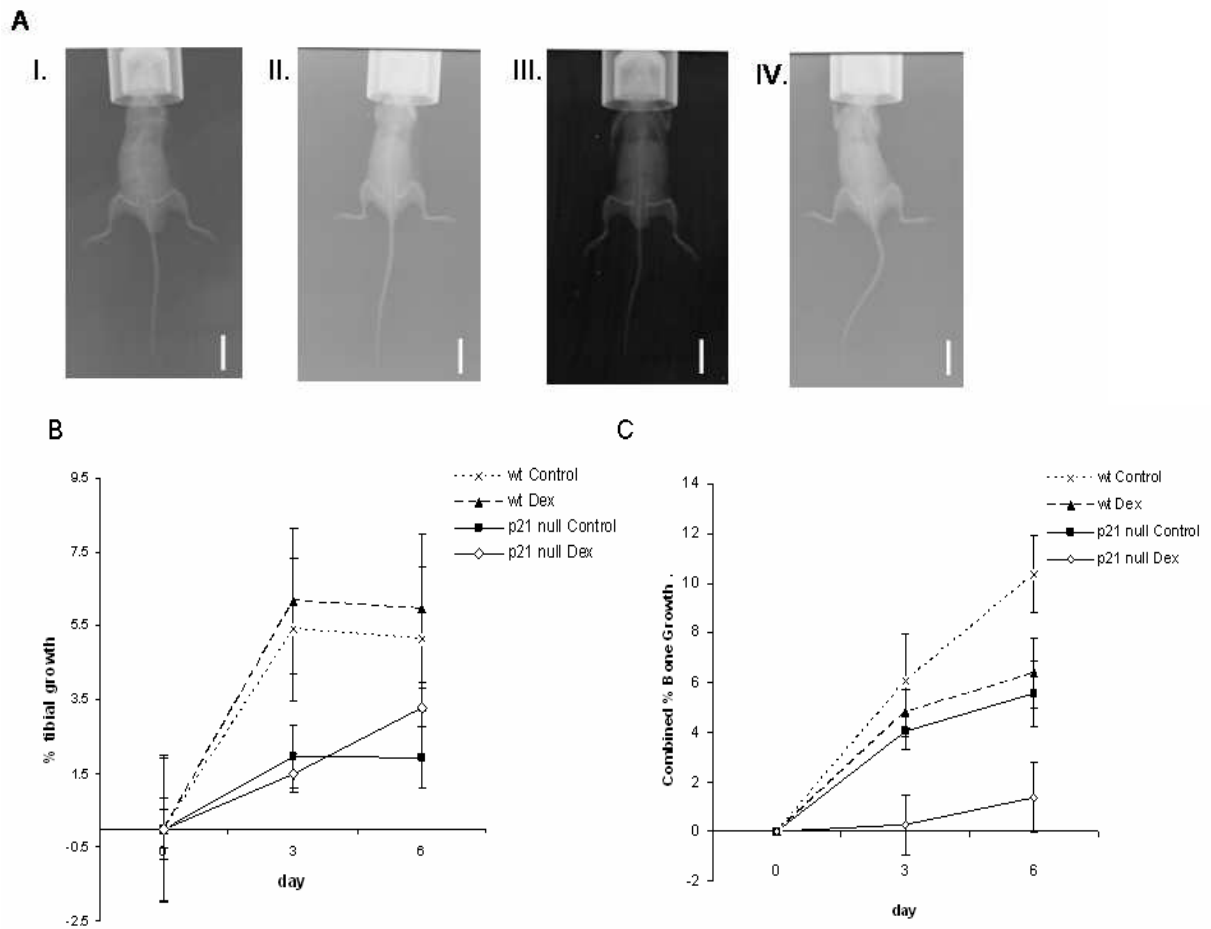 A
I.
II.
III.
IV.
B
9.5
7.5
5.5
3.5
1.5
-0.5
-2.5
% tibial growth
0
3
6
day
wt Control
wt Dex
p21 null Control
p21 null Dex
C
14
12
10
8
6
4
2
0
-2
Combined % Bone Growth .
0
3
6
day
wt Control
wt Dex
p21 null Control
p21 null Dex